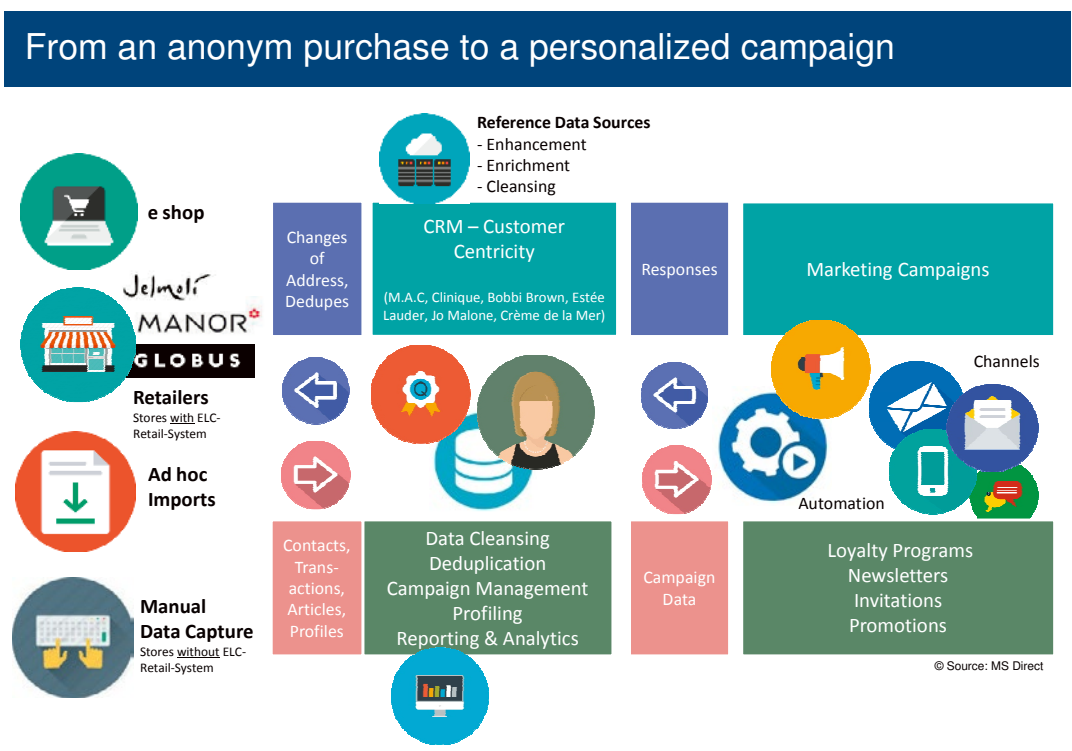 From an anonym purchase to a personalized campaign
Reference Data Sources
- Enhancement
- Enrichment
- Cleansing
e shop
Jelmoli
MANOR
GLOBUS
Retailers
Stores with ELC-
Retail-System
Ad hoc
Imports
Manual
Data Capture
Stores without ELC-
Retail-System
Changes
of
Address,
Dedupes
CRM – Customer
Centricity
(M.A.C, Clinique, Bobbi Brown, Estée
Lauder, Jo Malone, Crème de la Mer)
Responses
Marketing Campaigns
Channels
Q
Automation
Contacts,
Trans-
actions,
Articles,
Profiles
Data Cleansing
Deduplication
Campaign Management
Profiling
Reporting & Analytics
Campaign
Data
Loyalty Programs
Newsletters
Invitations
Promotions
© Source: MS Direct